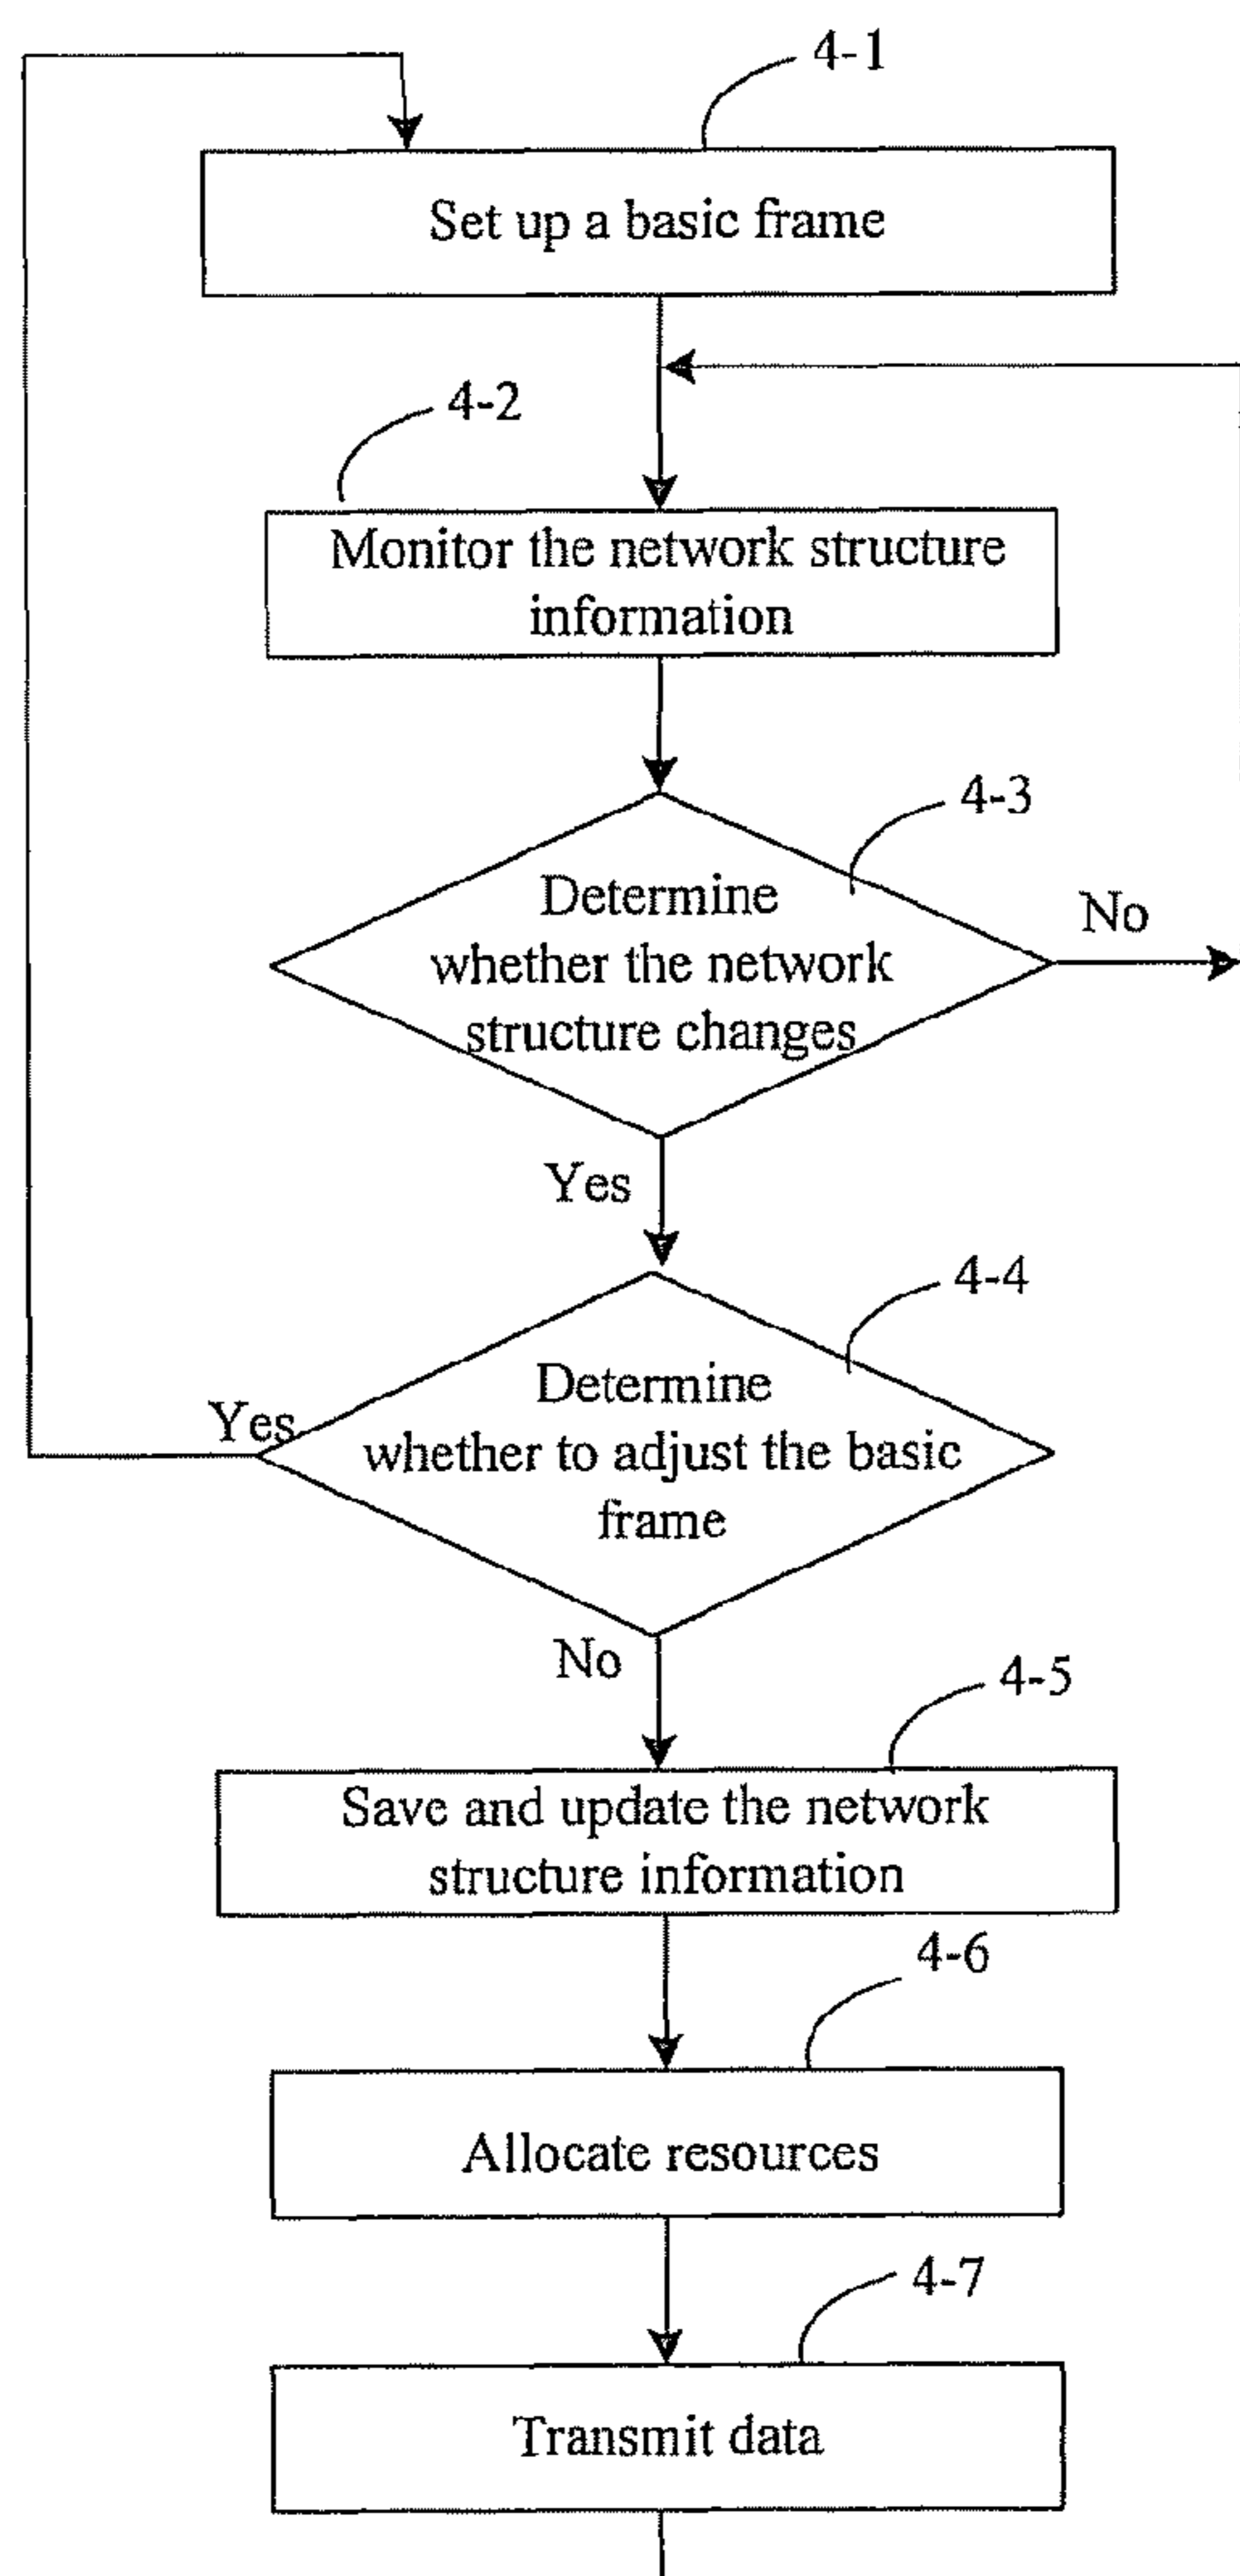 4-1
Set up a basic frame
4-2
Monitor the network structure
information
4-3
Determine
whether the network
structure changes
No
Yes
4-4
Determine
whether to adjust the basic
frame
Yes
No
4-5
Save and update the network
structure information
4-6
Allocate resources
4-7
Transmit data